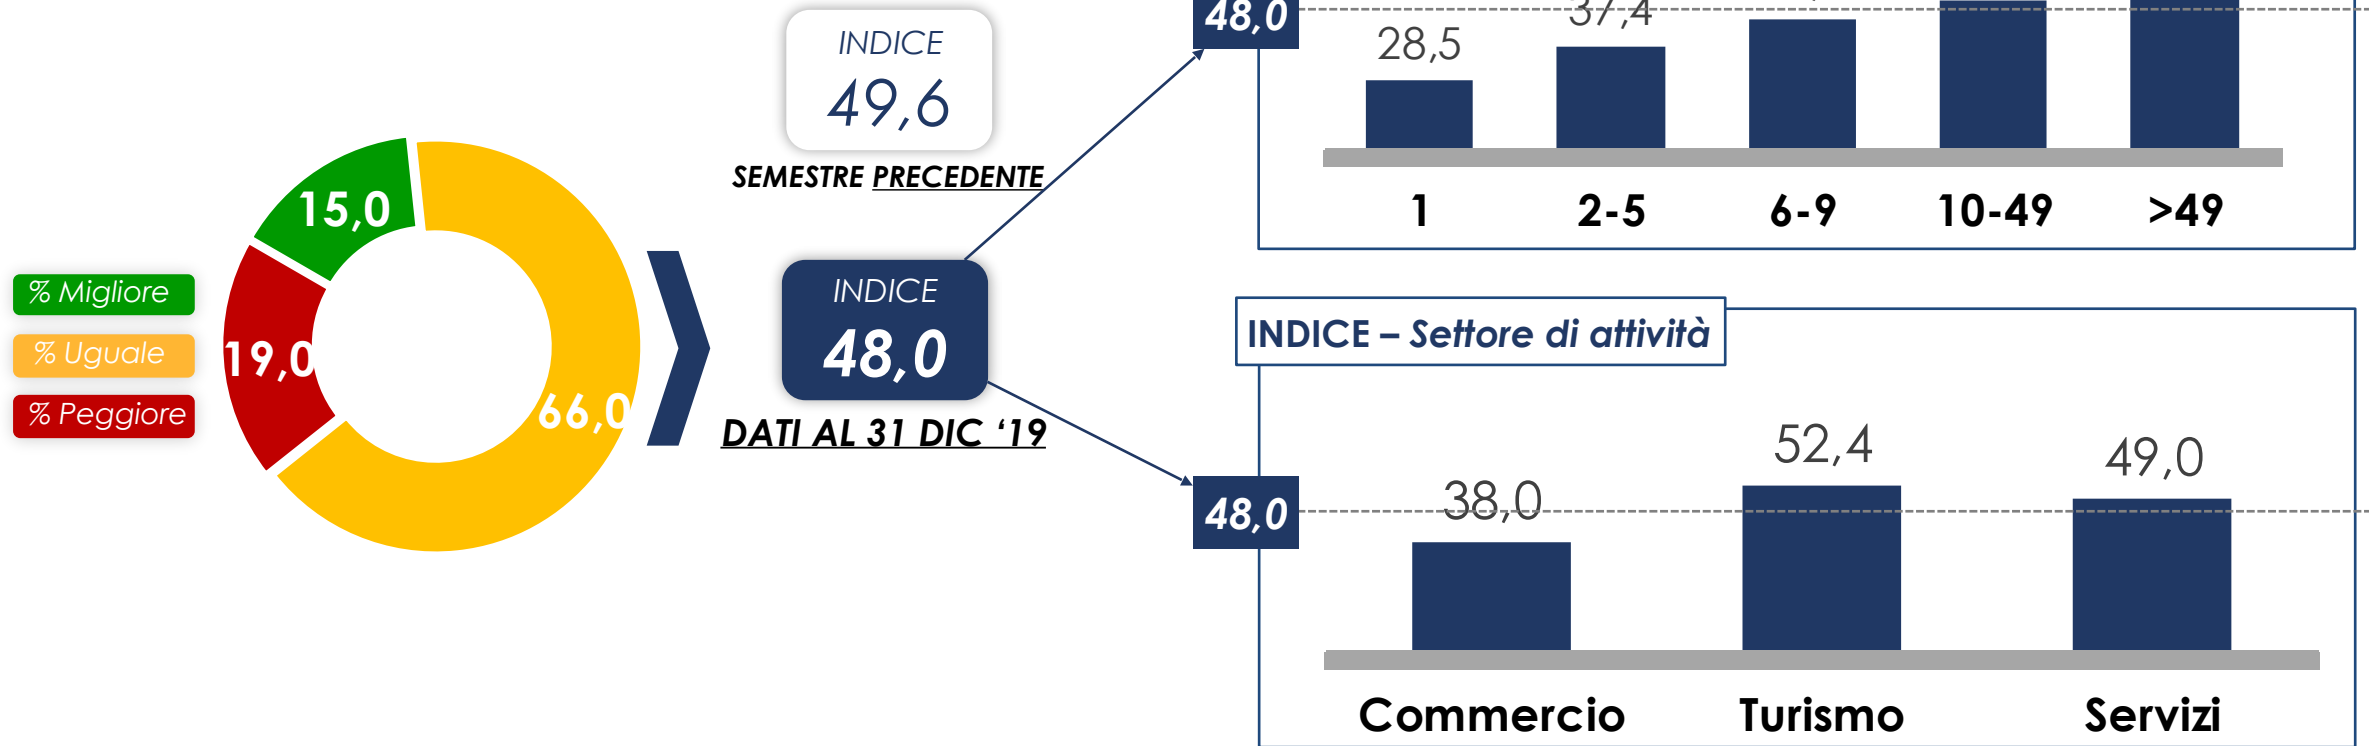 % Migliore
% Uguale
% Peggiore
15,0
19,0
66,0
INDICE
49,6
SEMESTRE PRECEDENTE
INDICE
48,0
DATI AL 31 DIC ‘19
48,0
28,5
37,4
1 2-5 6-9 10-49 >49
INDICE – Settore di attività
48,0
38,0 52,4 49,0
Commercio Turismo Servizi